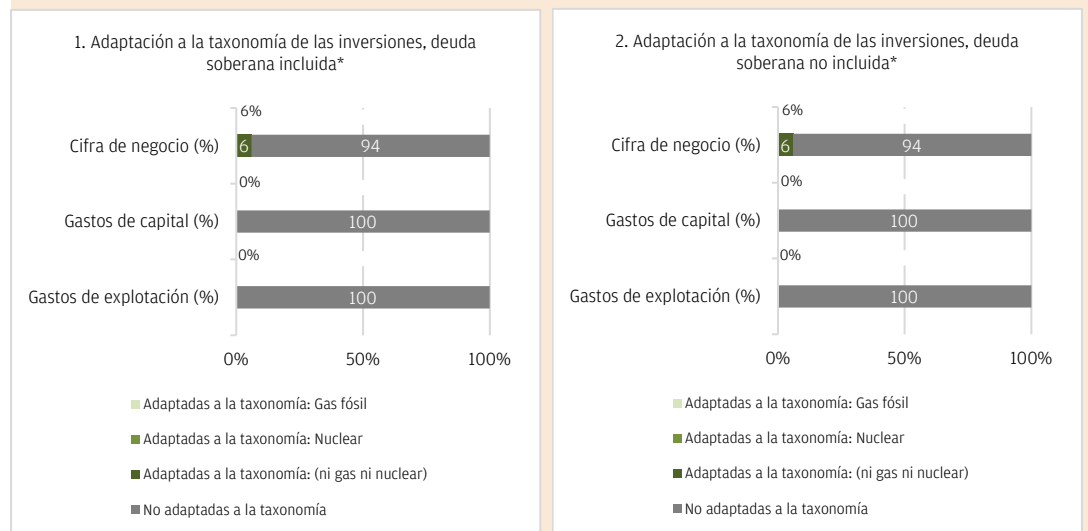 1. Adaptación a la taxonomía de las inversiones, deuda
soberana incluida*
6%
Cifra de negocio (%)
6
94
0%
Gastos de capital (%)
100
0%
Gastos de explotación (%)
100
0%
50%
100%
Adaptadas a la taxonomía: Gas fósil
Adaptadas a la taxonomía: Nuclear
Adaptadas a la taxonomía: (ni gas ni nuclear)
No adaptadas a la taxonomía
2. Adaptación a la taxonomía de las inversiones, deuda
soberana no incluida*
6%
Cifra de negocio (%)
6
94
0%
Gastos de capital (%)
100
0%
Gastos de explotación (%)
100
0%
50%
100%
Adaptadas a la taxonomía: Gas fósil
Adaptadas a la taxonomía: Nuclear
Adaptadas a la taxonomía: (ni gas ni nuclear)
No adaptadas a la taxonomía